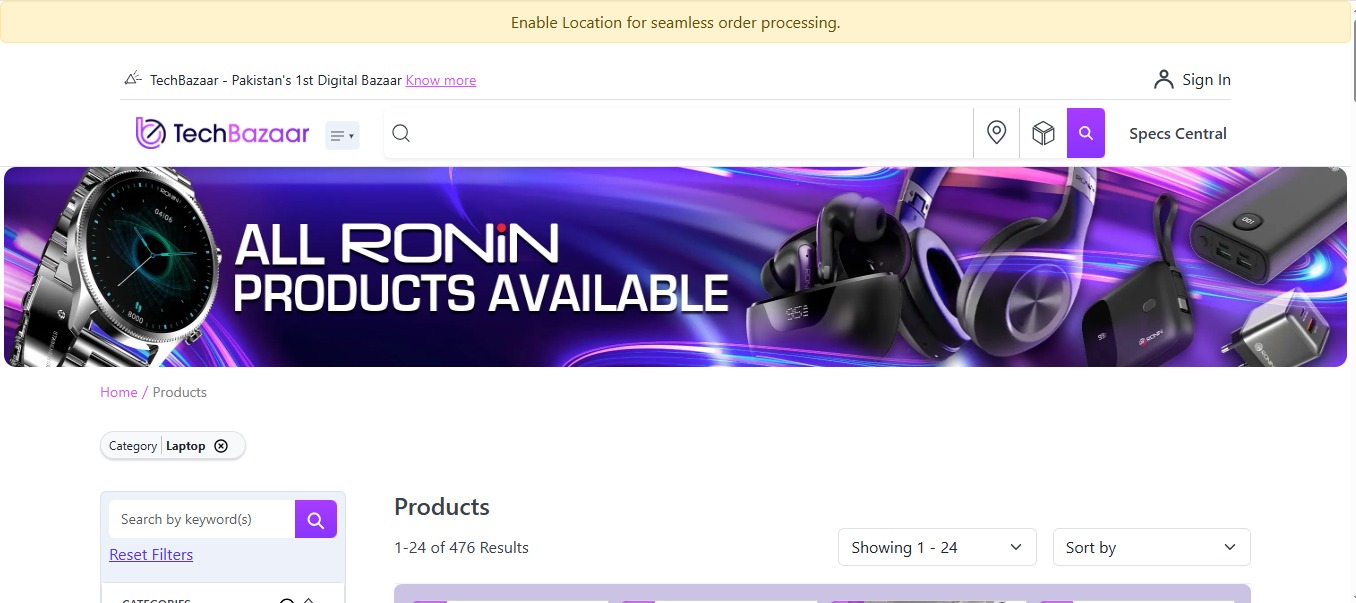 Enable Location for seamless order processing.
TechBazaar - Pakistan's 1st Digital Bazaar Know more
Sign In
TechBazaar
Specs Central
ALL RONiN
PRODUCTS AVAILABLE
Home / Products
Category Laptop
Search by keyword(s)
Reset Filters
CATEGORIES
Products
1-24 of 476 Results
Showing 1 - 24
Sort by